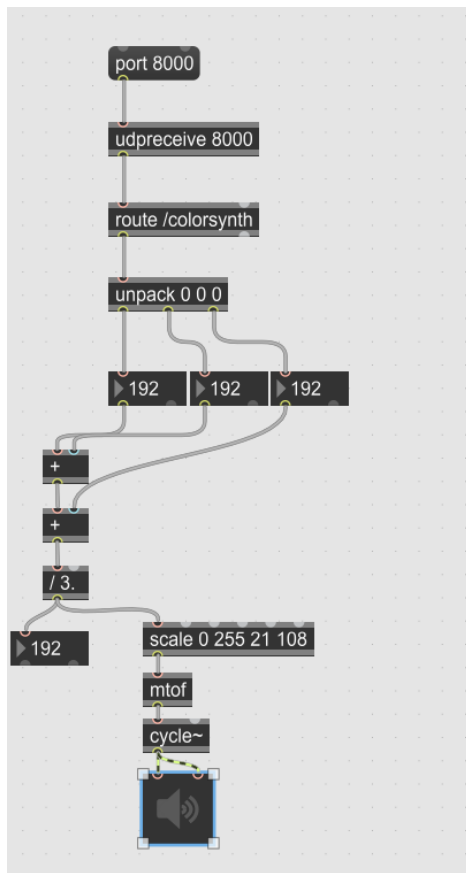 port 8000
udpreceive 8000
route /colorsynth
unpack 0 0 0
192 192 192
+
+
/ 3.
192
scale 0 255 21 108
mtof
cycle~